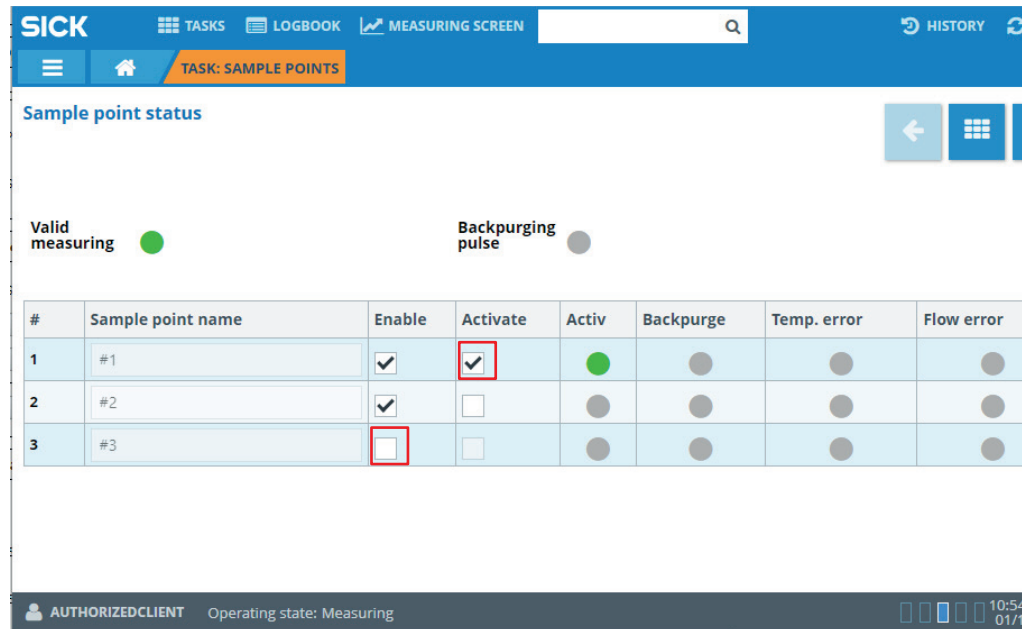 SICK TASKS LOGBOOK MEASURING SCREEN HISTORY
TASK: SAMPLE POINTS
Sample point status
Valid
measuring
Backpurging
pulse
# Sample point name Enable Activate Activ Backpurge Temp. error Flow error
1 #1
2 #2
3 #3
AUTHORIZEDCLIENT Operating state: Measuring
10:54
01/1